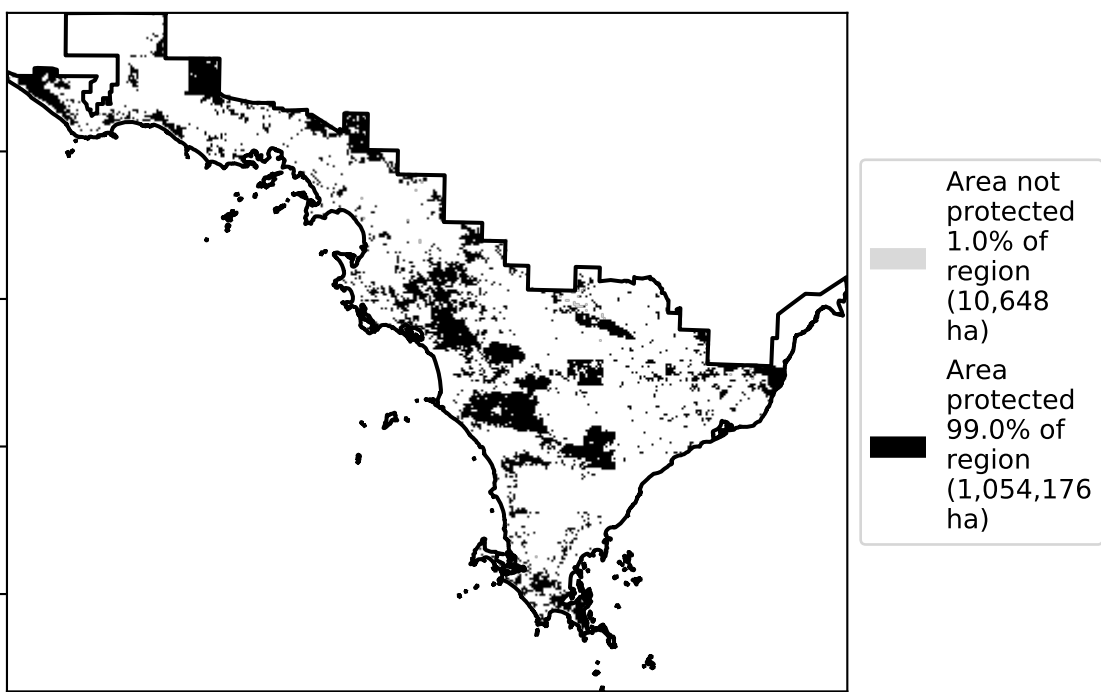 Area not
protected
1.0% of
region
(10,648
ha)
Area
protected
99.0% of
region
(1,054,176
ha)